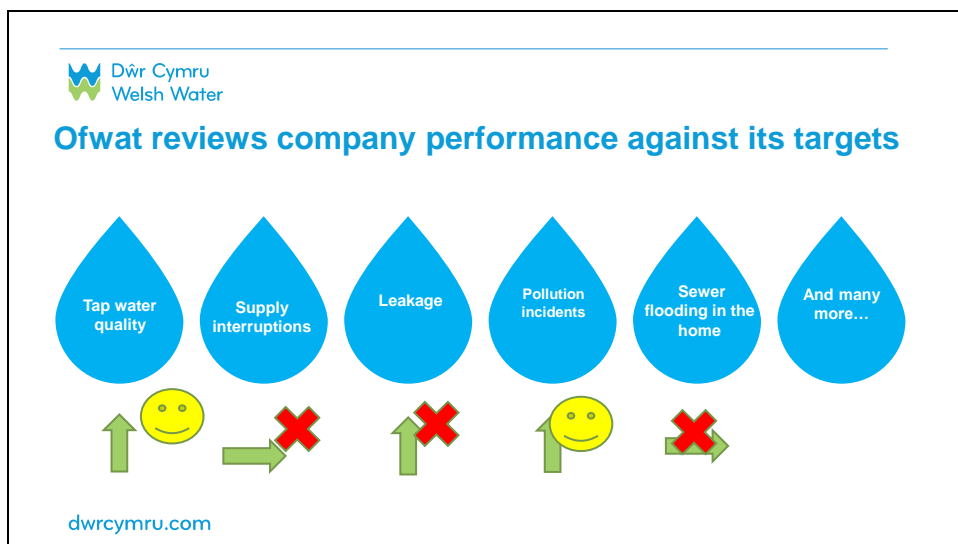 Dŵr Cymru
Welsh Water
Ofwat reviews company performance against its targets
Tap water
quality
Supply
interruptions
Leakage
Pollution
incidents
Sewer
flooding in the
home
And many
more…
dwrcymru.com